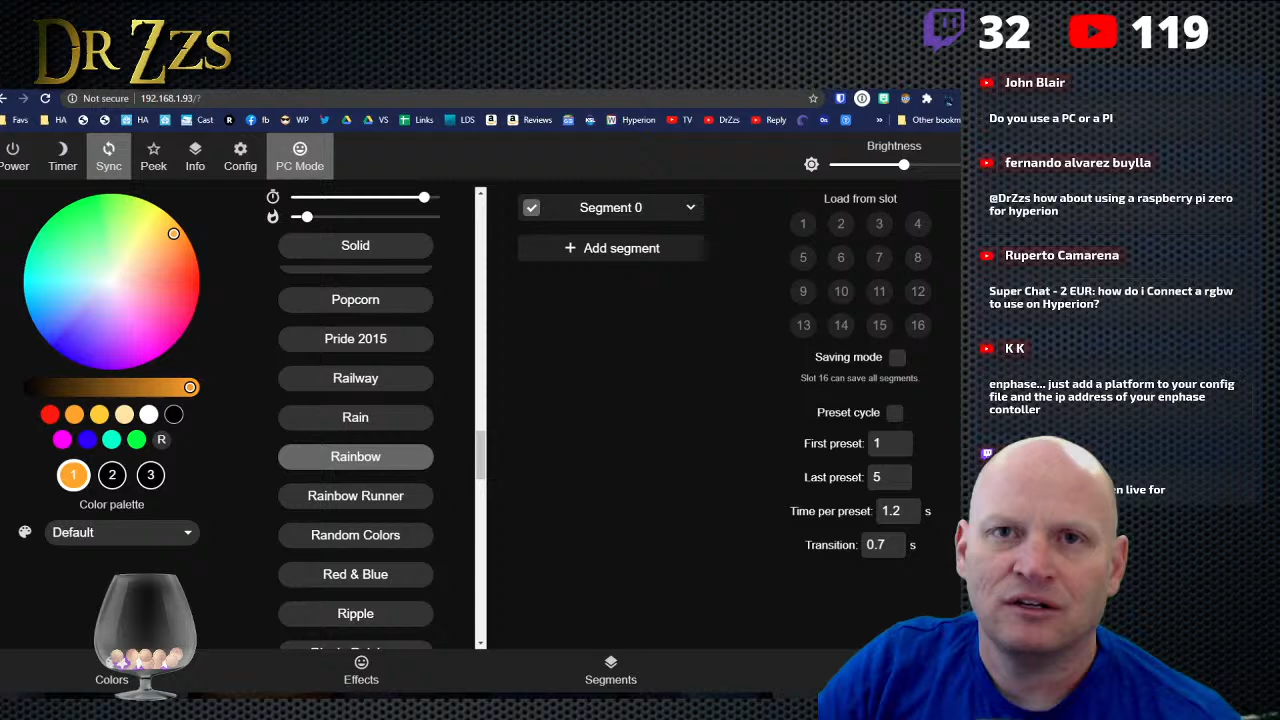 DR ZZS
32
119
Not secure
192.168.1.93/?
Favs
HA
HA
Cast
fb
WP
VS
Links
LDS
Reviews
Hyperion
TV
DrZzs
Reply
»
Other bookm
Power
Timer
Sync
Peek
Info
Config
PC Mode
Brightness
Solid
Popcorn
Pride 2015
Railway
Rain
Rainbow
Rainbow Runner
Random Colors
Red & Blue
Ripple
R
1
2
3
Color palette
Default
Segment 0
+ Add segment
Load from slot
1 2 3 4
5 6 7 8
9 10 11 12
13 14 15 16
Saving mode
Slot 16 can save all segments.
Preset cycle
First preset: 1
Last preset: 5
Time per preset: 1.2 s
Transition: 0.7 s
Colors
Effects
Segments
John Blair
Do you use a PC or a PI
fernando alvarez buylla
@DrZzs how about using a raspberry pi zero
for hyperion
Ruperto Camarena
Super Chat - 2 EUR: how do i Connect a rgbw
to use on Hyperion?
K K
enphase... just add a platform to your config
file and the ip address of your enphase
contoller
en live for